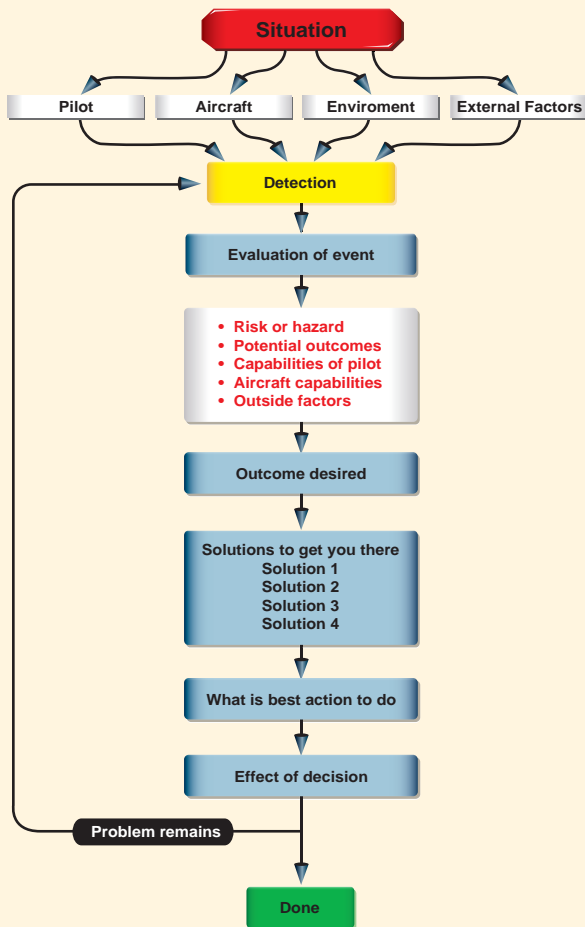 Situation
Pilot
Aircraft
Enviroment
External Factors
Detection
Evaluation of event
• Risk or hazard
• Potential outcomes
• Capabilities of pilot
• Aircraft capabilities
• Outside factors
Outcome desired
Solutions to get you there
Solution 1
Solution 2
Solution 3
Solution 4
What is best action to do
Effect of decision
Problem remains
Done